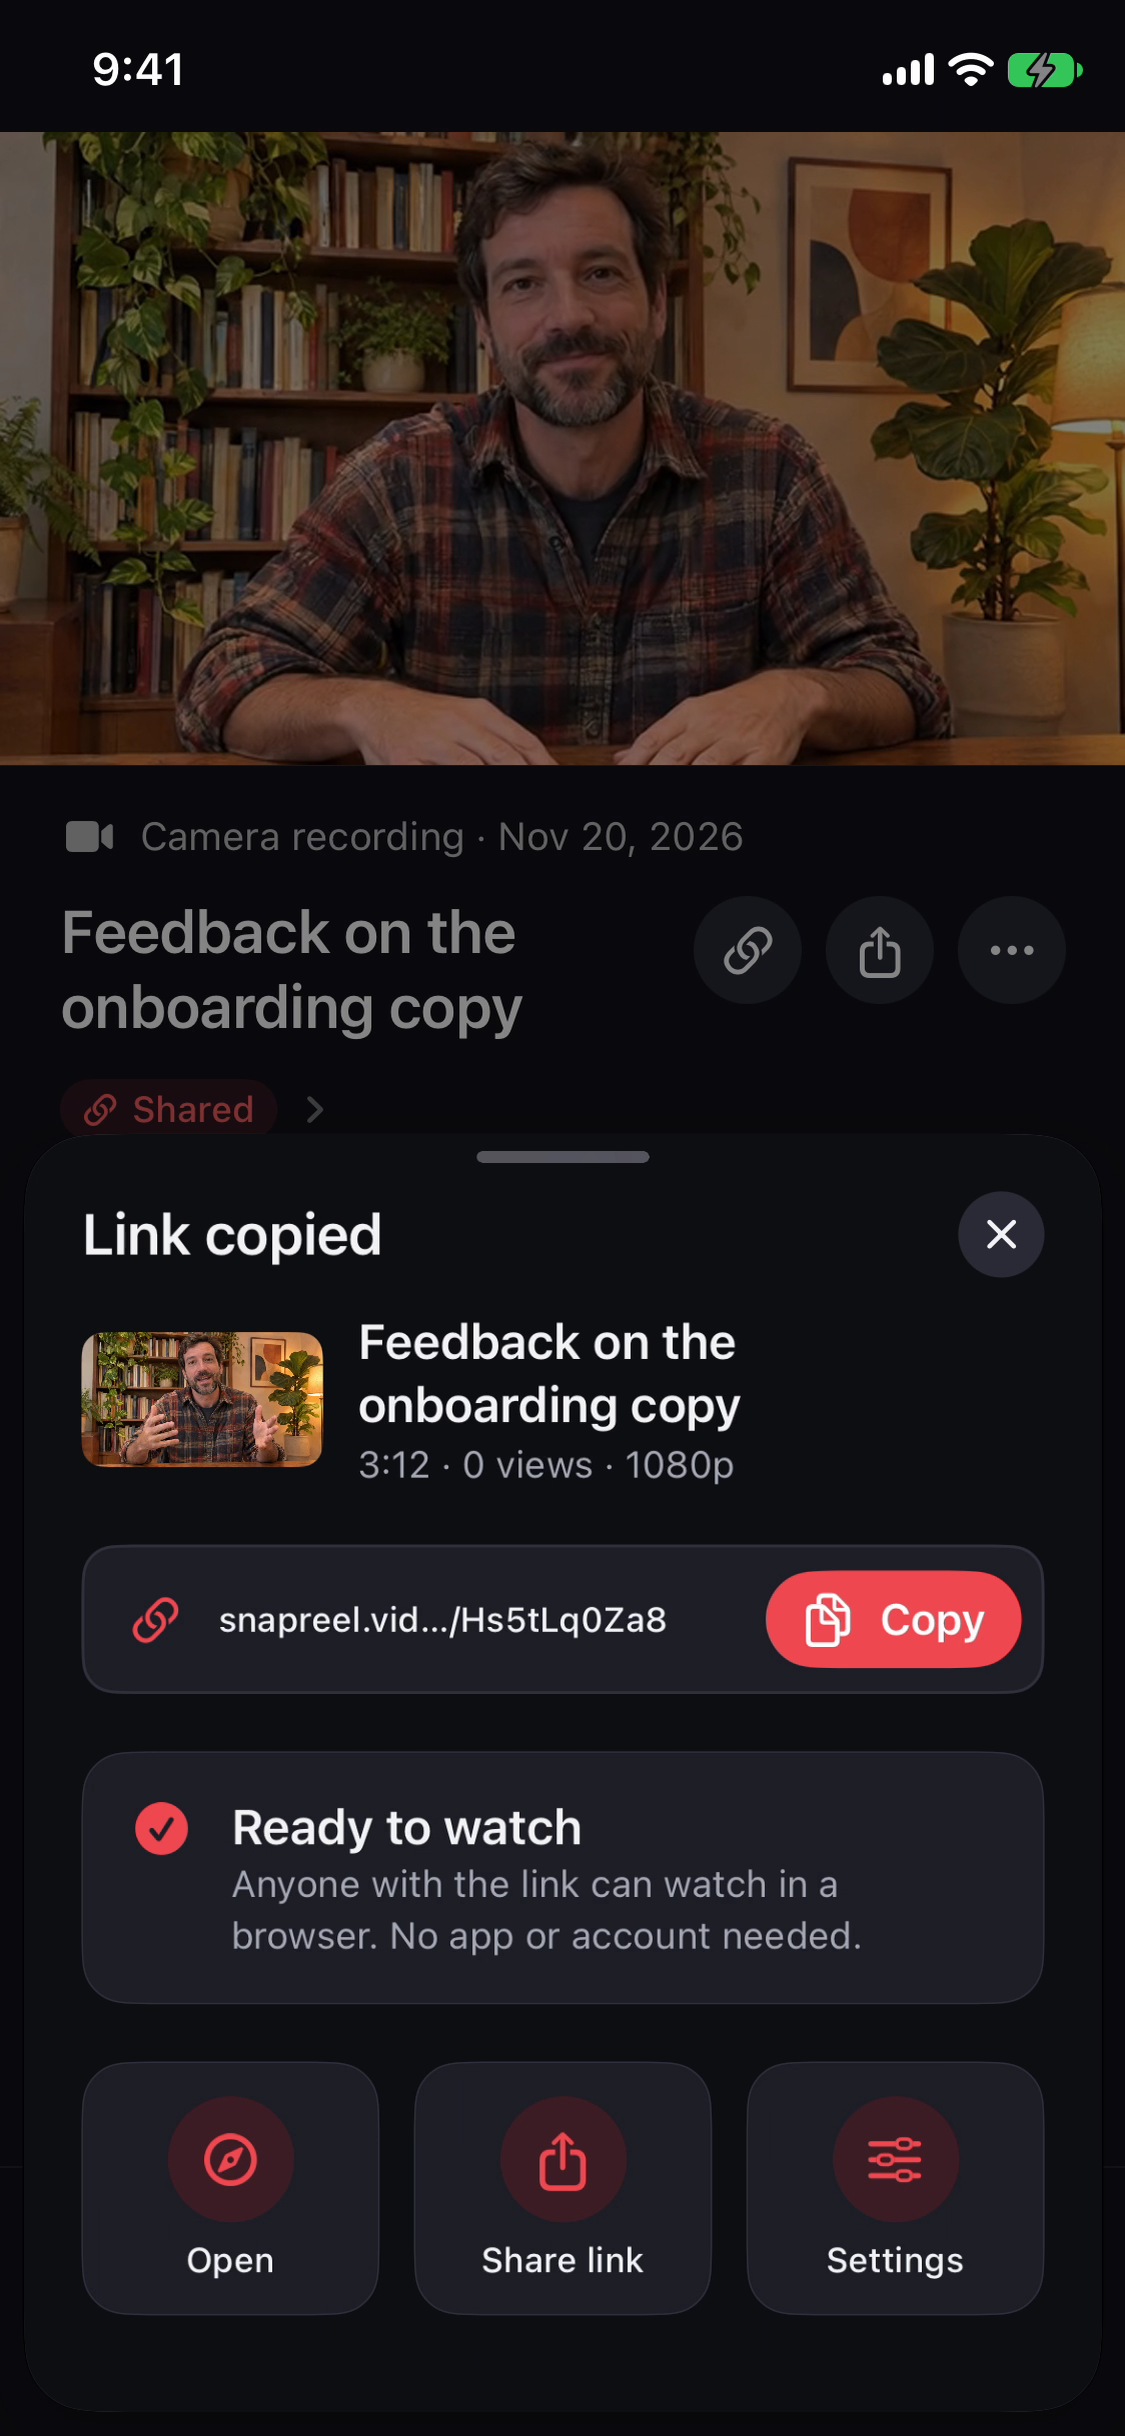 9:41
Camera recording · Nov 20, 2026
Feedback on the
onboarding copy
Shared
Link copied
Feedback on the
onboarding copy
3:12 · 0 views · 1080p
snapreel.vid.../Hs5tLq0Za8
Copy
Ready to watch
Anyone with the link can watch in a
browser. No app or account needed.
Open
Share link
Settings